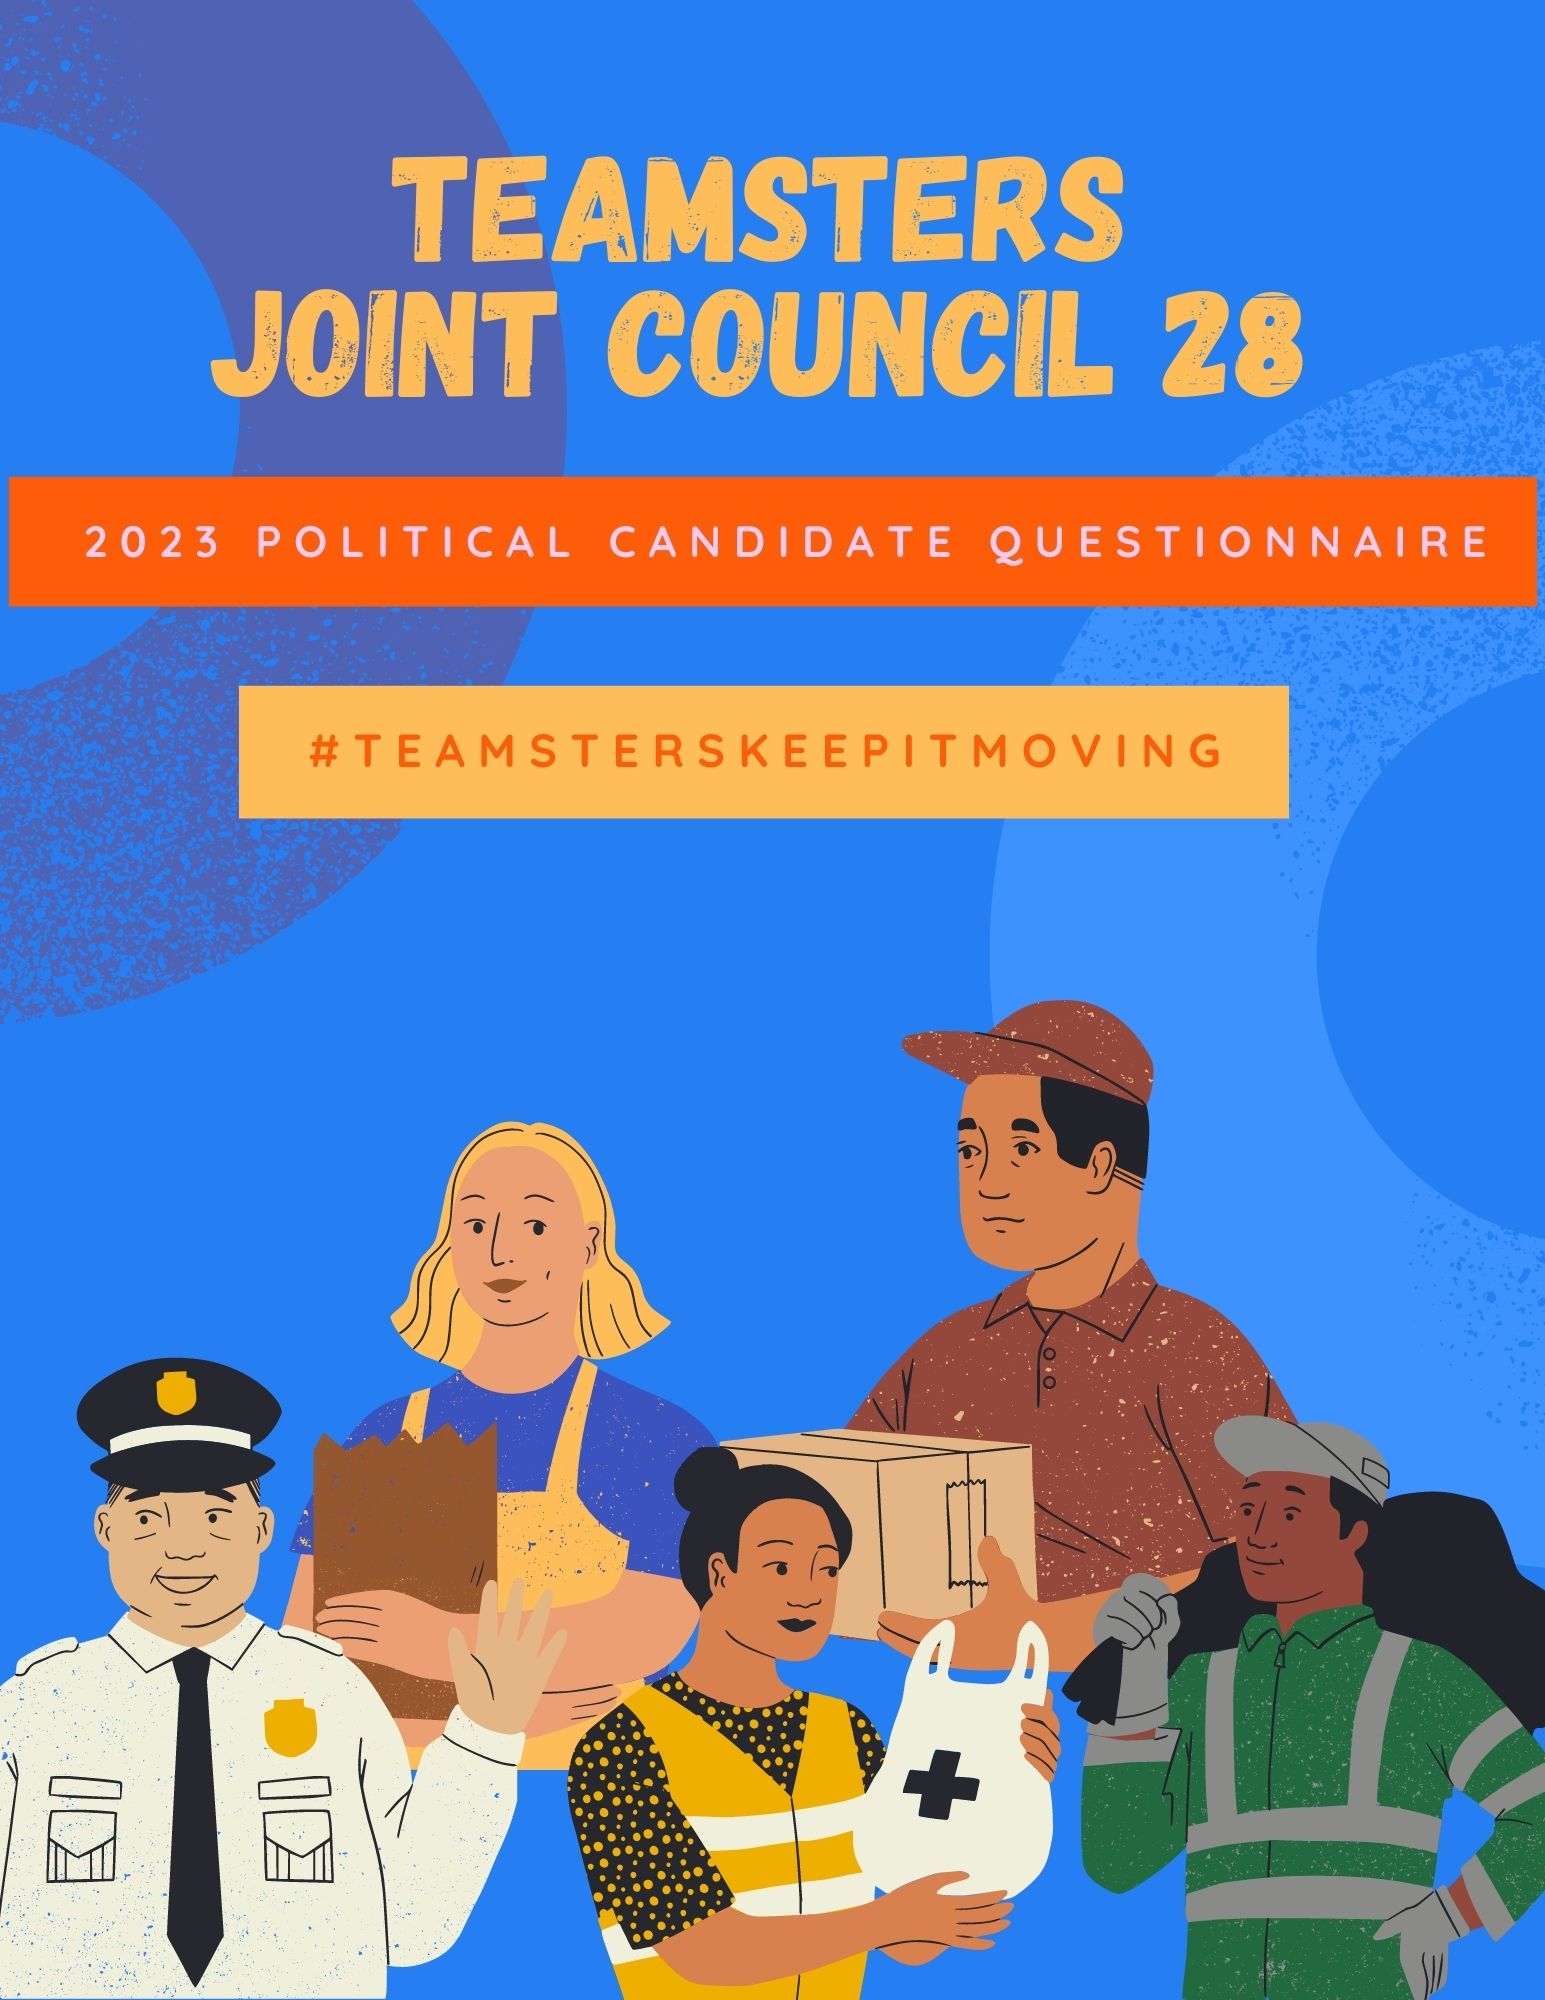 TEAMSTERS
JOINT COUNCIL 28
2023 POLITICAL CANDIDATE QUESTIONNAIRE
#TEAMSTERSKEEPITMOVING